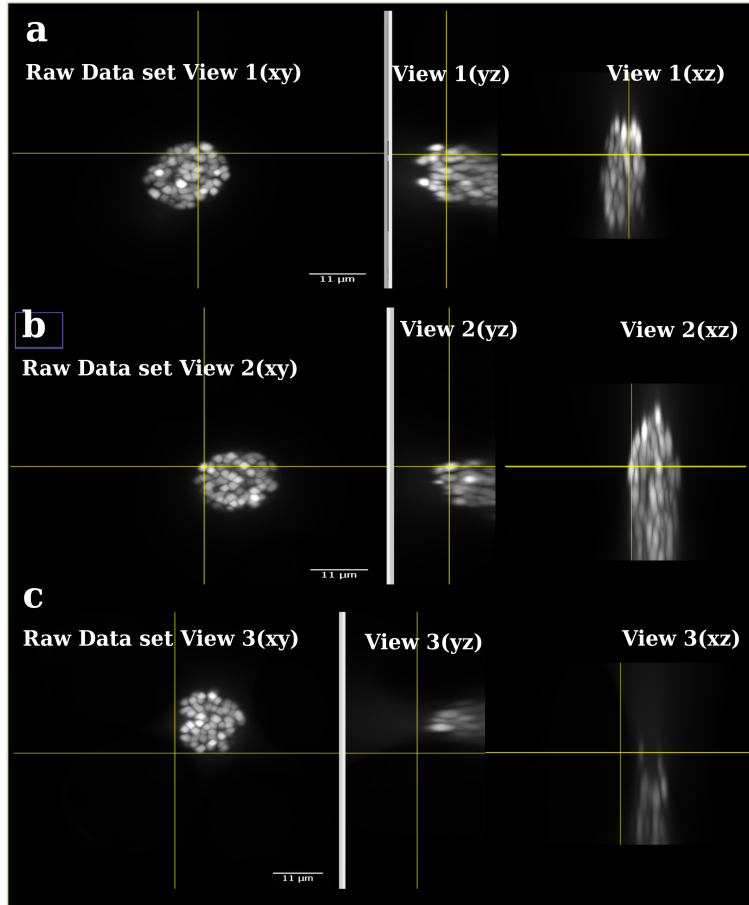 a
Raw Data set View 1(xy)
View 1(yz)
View 1(xz)
11 µm
b
Raw Data set View 2(xy)
View 2(yz)
View 2(xz)
11 µm
c
Raw Data set View 3(xy)
View 3(yz)
View 3(xz)
11 µm